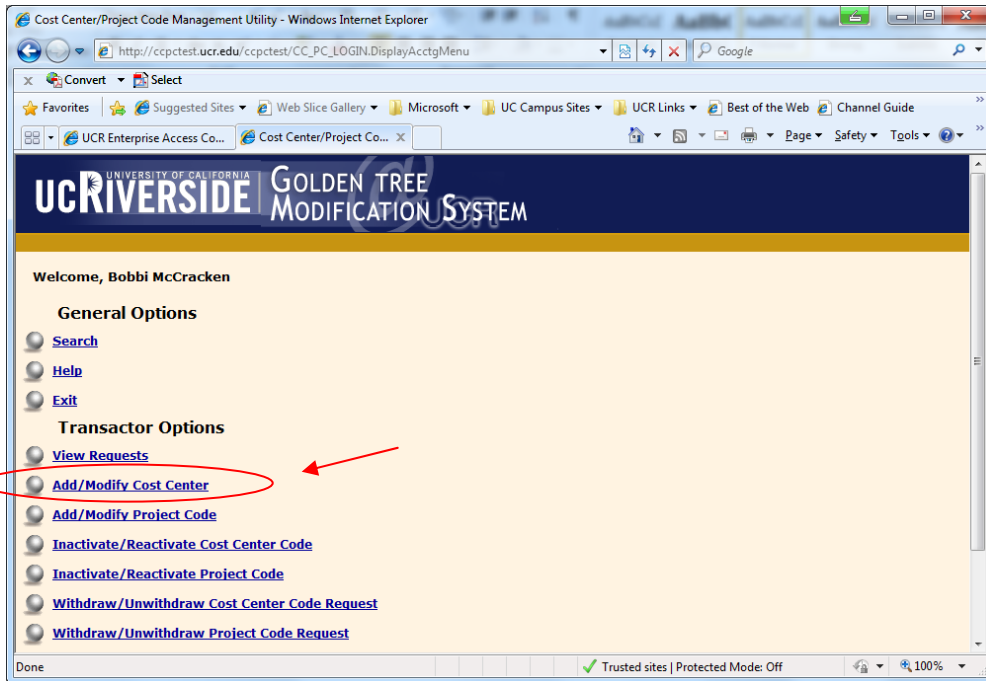 Cost Center/Project Code Management Utility - Windows Internet Explorer
http://ccpctest.ucr.edu/ccpctest/CC_PC_LOGIN.DisplayAcctgMenu
Google
x Convert Select
Favorites Suggested Sites Web Slice Gallery Microsoft UC Campus Sites UCR Links Best of the Web Channel Guide »
UCR Enterprise Access Co... Cost Center/Project Co... X Page Safety Tools »
UNIVERSITY OF CALIFORNIA
UCRIVERSIDE
GOLDEN TREE
MODIFICATION SYSTEM
@UCR
Welcome, Bobbi McCracken
General Options
Search
Help
Exit
Transactor Options
View Requests
Add/Modify Cost Center
Add/Modify Project Code
Inactivate/Reactivate Cost Center Code
Inactivate/Reactivate Project Code
Withdraw/Unwithdraw Cost Center Code Request
Withdraw/Unwithdraw Project Code Request
Done Trusted sites | Protected Mode: Off 100%